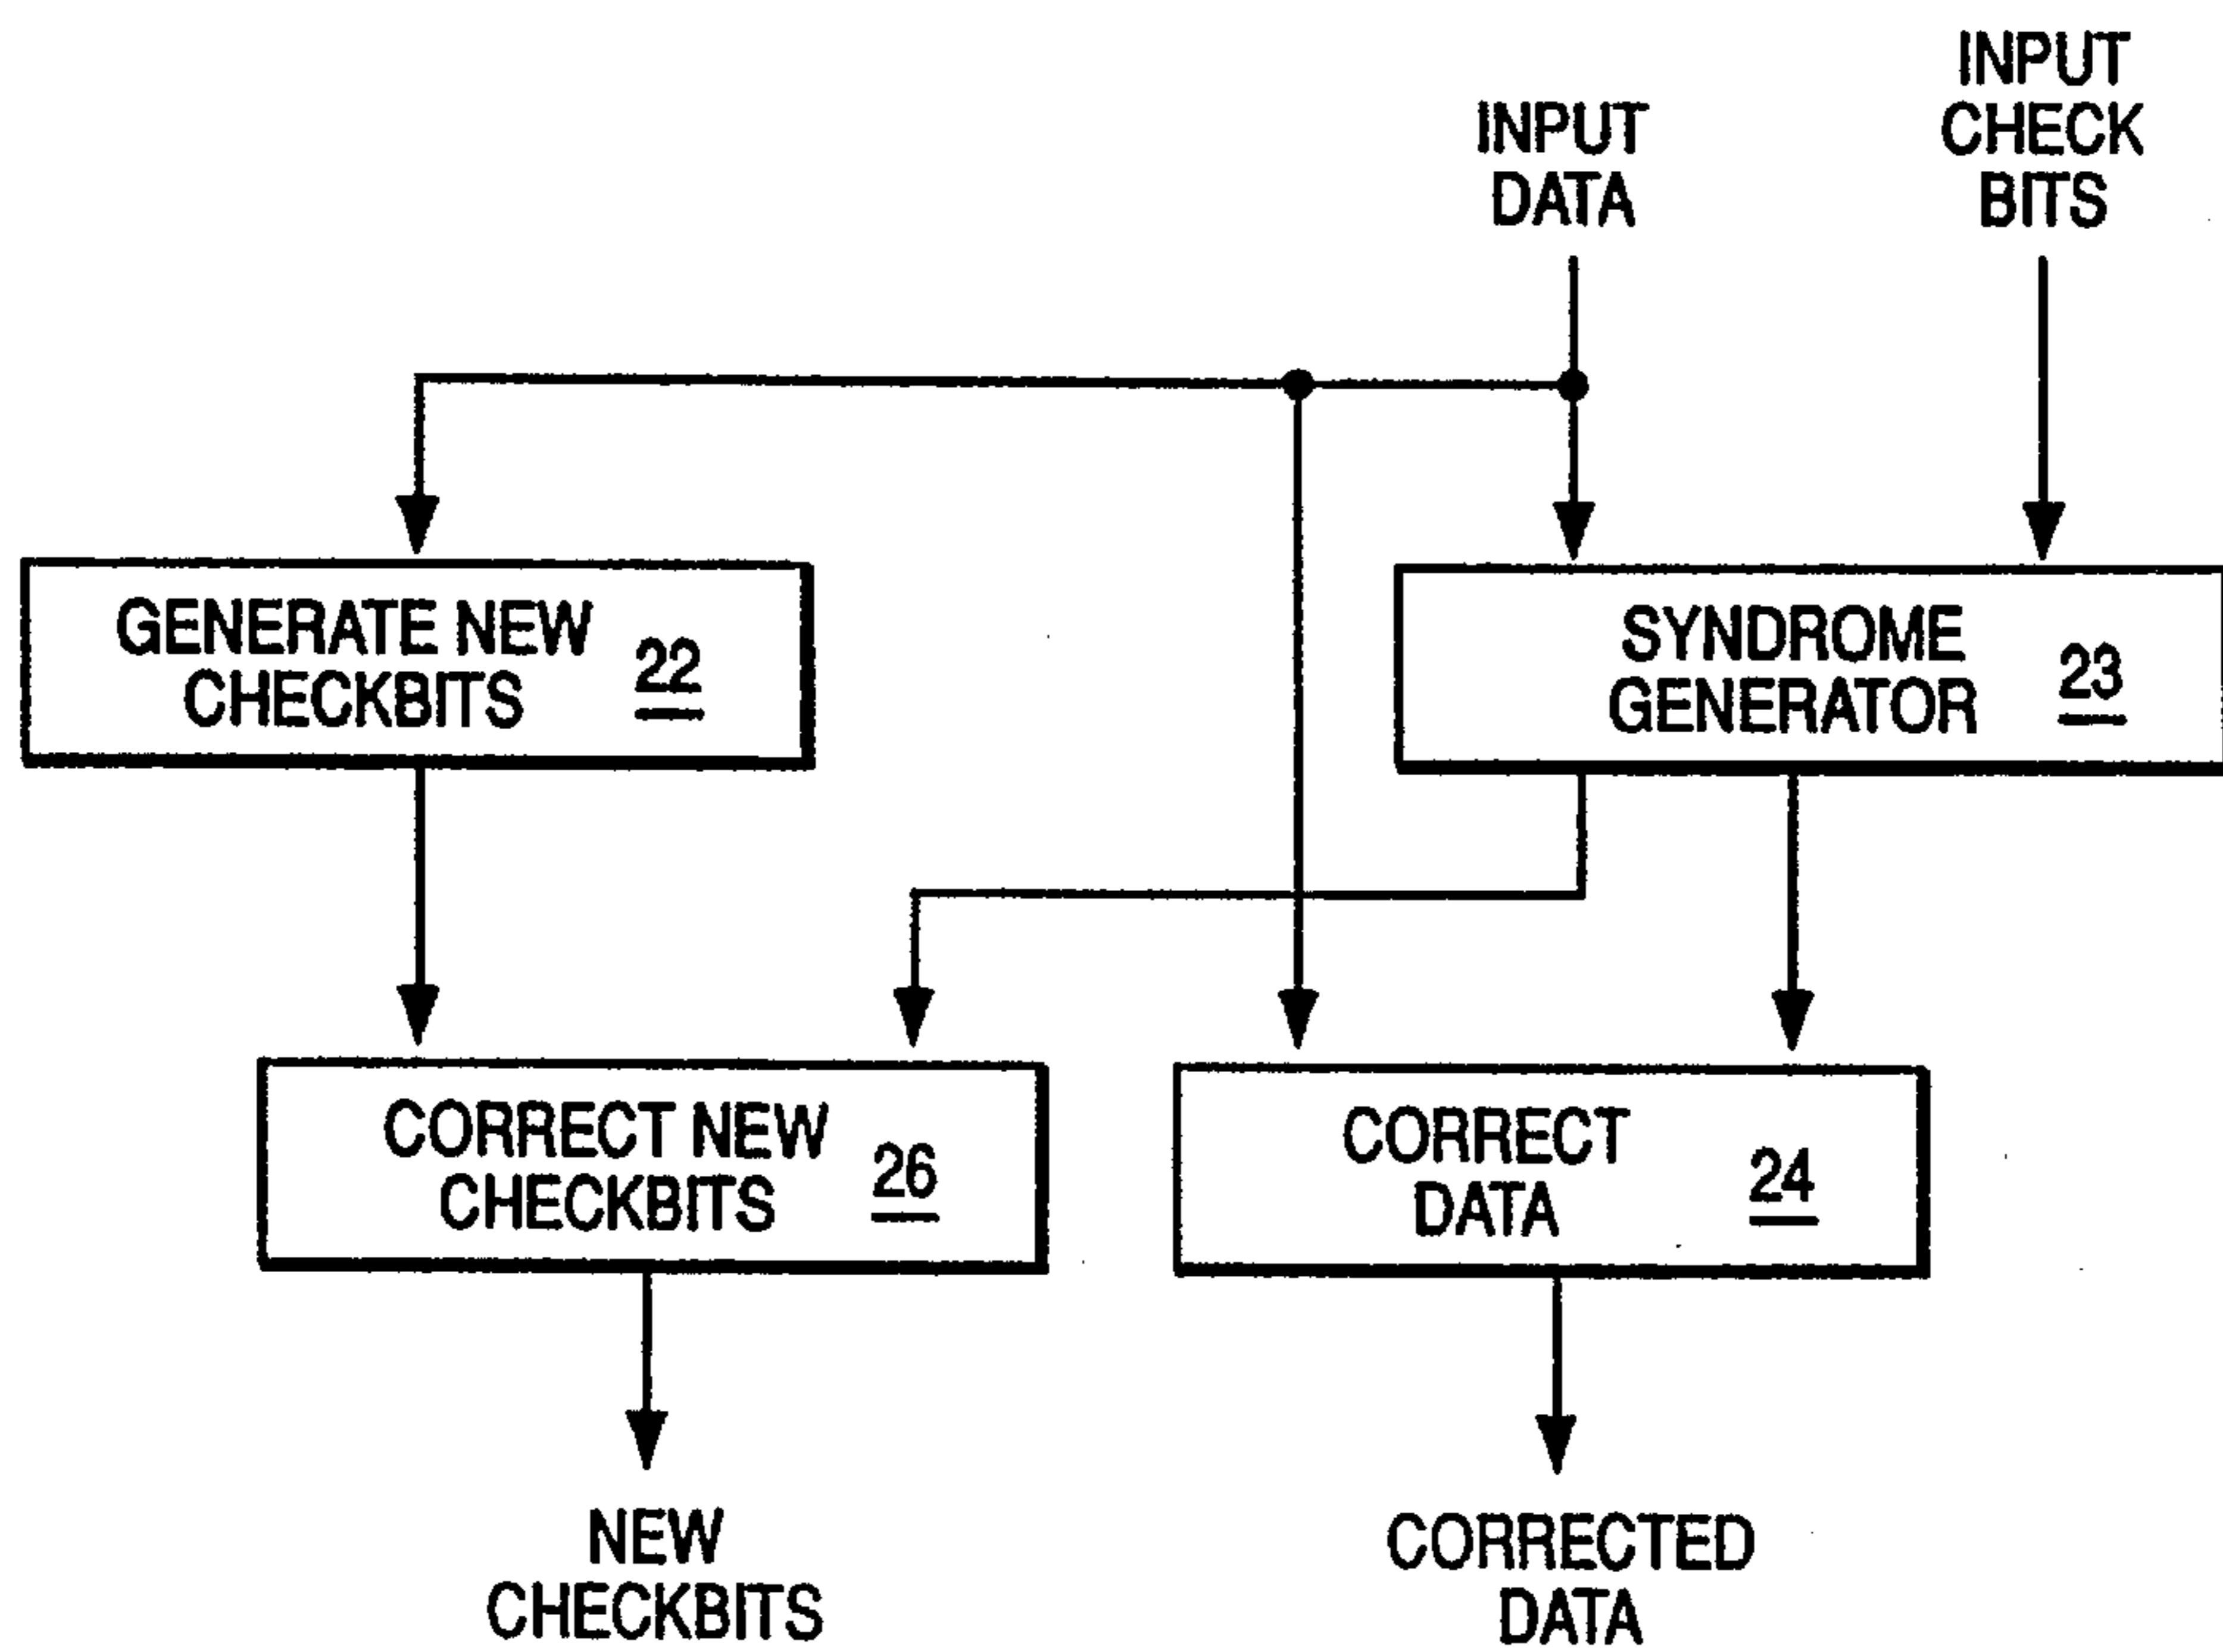 INPUT
DATA
INPUT
CHECK
BITS
GENERATE NEW
CHECKBITS
22
SYNDROME
GENERATOR
23
CORRECT NEW
CHECKBITS
26
CORRECT
DATA
24
NEW
CHECKBITS
CORRECTED
DATA